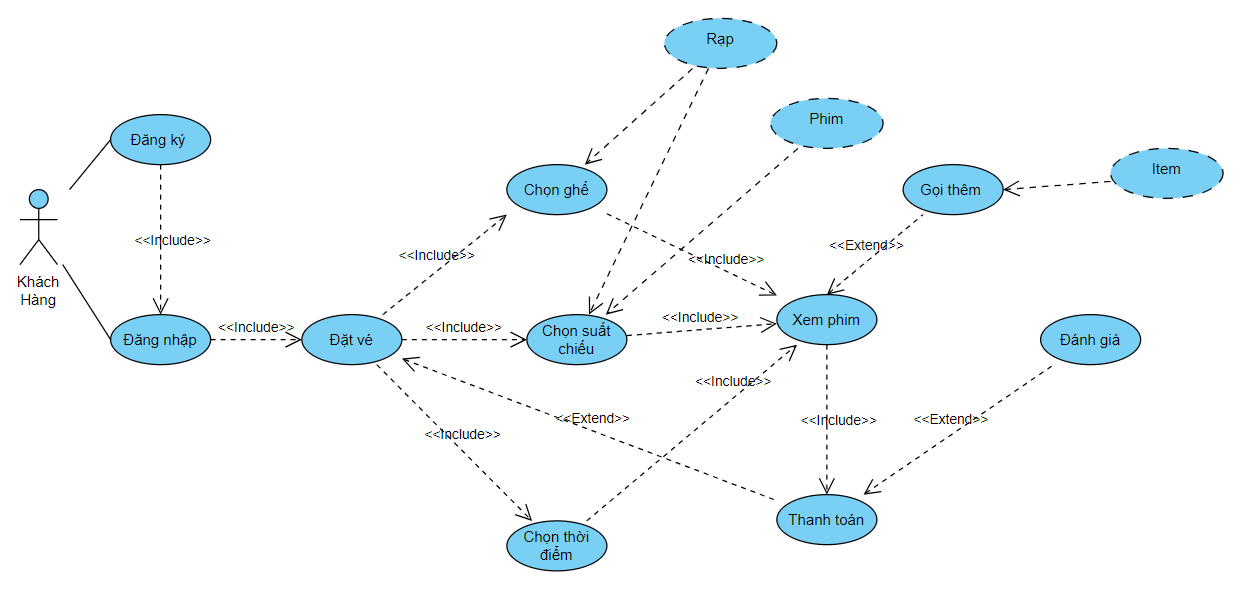 Rạp
Phim
Đăng ký
Item
Chọn ghế
Gọi thêm
<<Include>>
<<Extend>>
<<Include>>
<<Include>>
Khách
Hàng
<<Include>>
Xem phim
<<Include>>
<<Include>>
Đăng nhập
Đặt vé
Chọn suất
chiếu
Đánh giá
<<Include>>
<<Extend>>
<<Include>>
<<Extend>>
<<Include>>
Thanh toán
Chọn thời
điểm